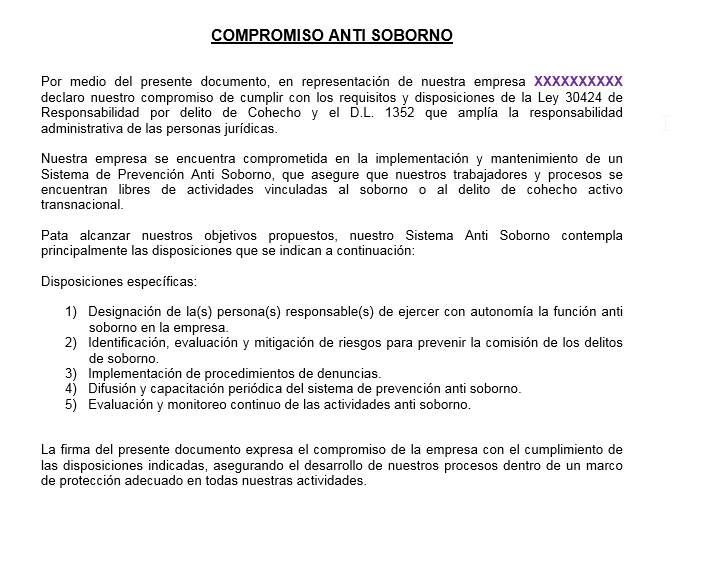 COMPROMISO ANTI SOBORNO
Por medio del presente documento, en representación de nuestra empresa XXXXXXXXXX
declaro nuestro compromiso de cumplir con los requisitos y disposiciones de la Ley 30424 de
Responsabilidad por delito de Cohecho y el D.L. 1352 que amplía la responsabilidad
administrativa de las personas jurídicas.
Nuestra empresa se encuentra comprometida en la implementación y mantenimiento de un
Sistema de Prevención Anti Soborno, que asegure que nuestros trabajadores y procesos se
encuentran libres de actividades vinculadas al soborno o al delito de cohecho activo
transnacional.
Pata alcanzar nuestros objetivos propuestos, nuestro Sistema Anti Soborno contempla
principalmente las disposiciones que se indican a continuación:
Disposiciones específicas:
1) Designación de la(s) persona(s) responsable(s) de ejercer con autonomía la función anti
soborno en la empresa.
2) Identificación, evaluación y mitigación de riesgos para prevenir la comisión de los delitos
de soborno.
3) Implementación de procedimientos de denuncias.
4) Difusión y capacitación periódica del sistema de prevención anti soborno.
5) Evaluación y monitoreo continuo de las actividades anti soborno.
La firma del presente documento expresa el compromiso de la empresa con el cumplimiento de
las disposiciones indicadas, asegurando el desarrollo de nuestros procesos dentro de un marco
de protección adecuado en todas nuestras actividades.